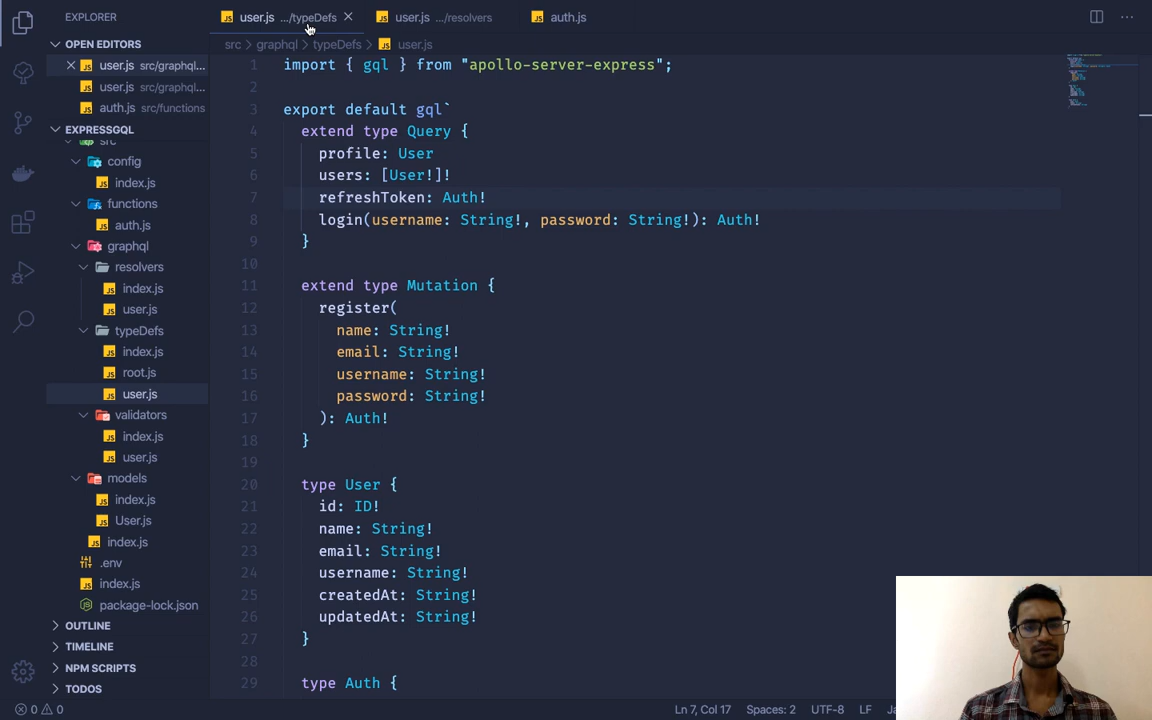 EXPLORER
OPEN EDITORS
user.js src/graphql...
user.js src/graphql...
auth.js src/functions
EXPRESSGQL
src
config
index.js
functions
auth.js
graphql
resolvers
index.js
user.js
typeDefs
index.js
root.js
user.js
validators
index.js
user.js
models
index.js
User.js
index.js
.env
index.js
package-lock.json
OUTLINE
TIMELINE
NPM SCRIPTS
TODOS
user.js .../typeDefs
user.js .../resolvers
auth.js
src > graphql > typeDefs > user.js
1 import { gql } from "apollo-server-express";
2
3 export default gql`
4 extend type Query {
5 profile: User
6 users: [User!]!
7 refreshToken: Auth!
8 login(username: String!, password: String!): Auth!
9 }
10
11 extend type Mutation {
12 register(
13 name: String!
14 email: String!
15 username: String!
16 password: String!
17 ): Auth!
18 }
19
20 type User {
21 id: ID!
22 name: String!
23 email: String!
24 username: String!
25 createdAt: String!
26 updatedAt: String!
27 }
28
29 type Auth {
0 0
Ln 7, Col 17 Spaces: 2 UTF-8 LF